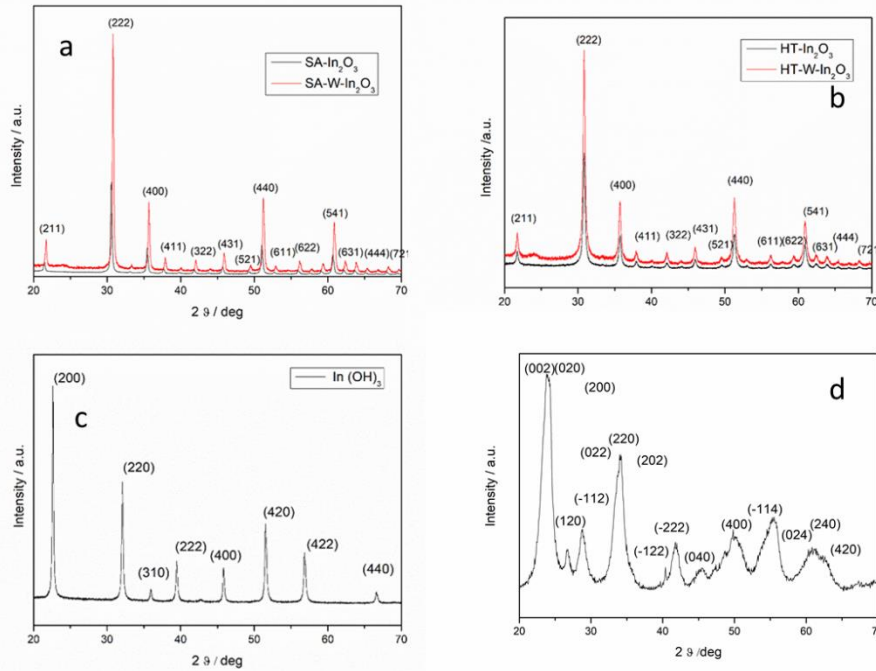 a
SA-In₂O₃
SA-W-In₂O₃
(222)
(211)
(400)
(411)
(322)
(431)
(521)
(440)
(611)
(622)
(541)
(631)
(444)
(721
Intensity / a.u.
20 30 40 50 60 70
2 ϑ / deg
b
HT-In₂O₃
HT-W-In₂O₃
(222)
(211)
(400)
(411)
(322)
(431)
(521)
(440)
(611)
(622)
(541)
(631)
(444)
(721
Intensity /a.u.
20 30 40 50 60 70
2 ϑ / deg
c
In (OH)₃
(200)
(220)
(310)
(222)
(400)
(420)
(422)
(440)
Intensity / a.u.
20 30 40 50 60 70
2 ϑ / deg
d
(002)(020)
(200)
(120)
(-112)
(022)
(220)
(202)
(-122)
(-222)
(040)
(400)
(-114)
(024)
(240)
(420)
Intensity / a.u.
20 30 40 50 60 70
2 ϑ / deg